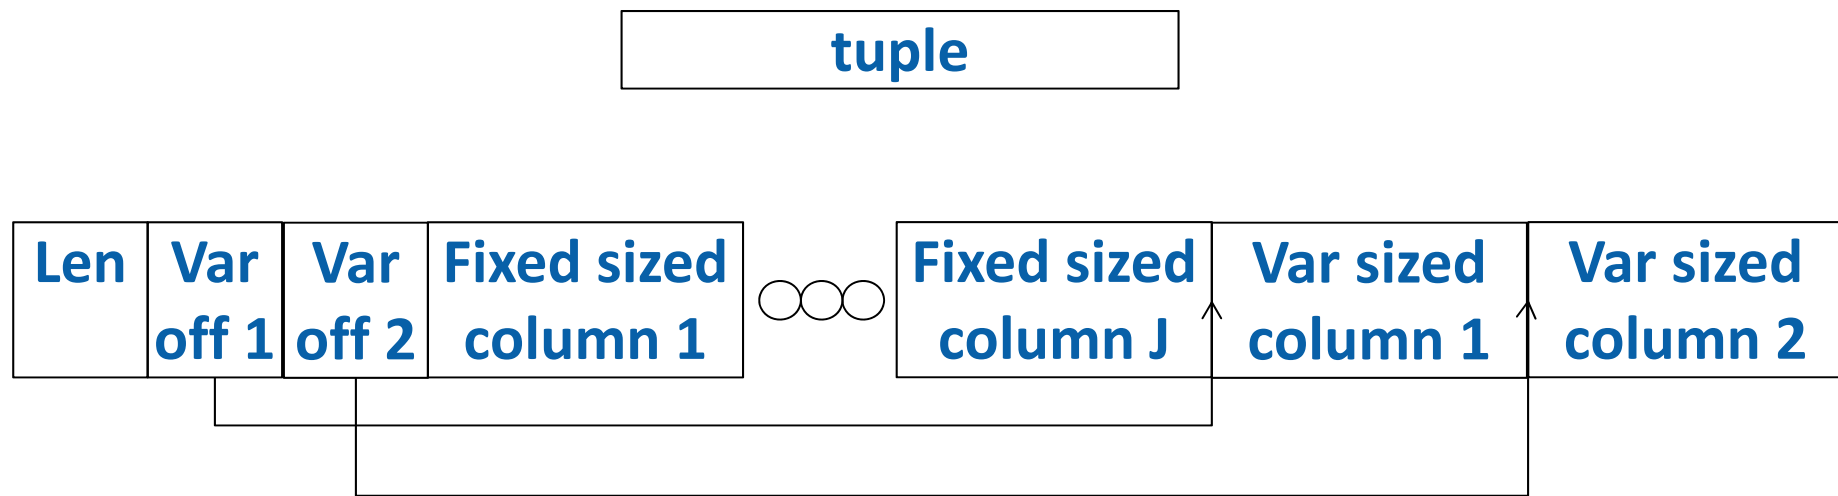 tuple
Len
Var
off 1
Var
off 2
Fixed sized
column 1
Fixed sized
column J
Var sized
column 1
Var sized
column 2